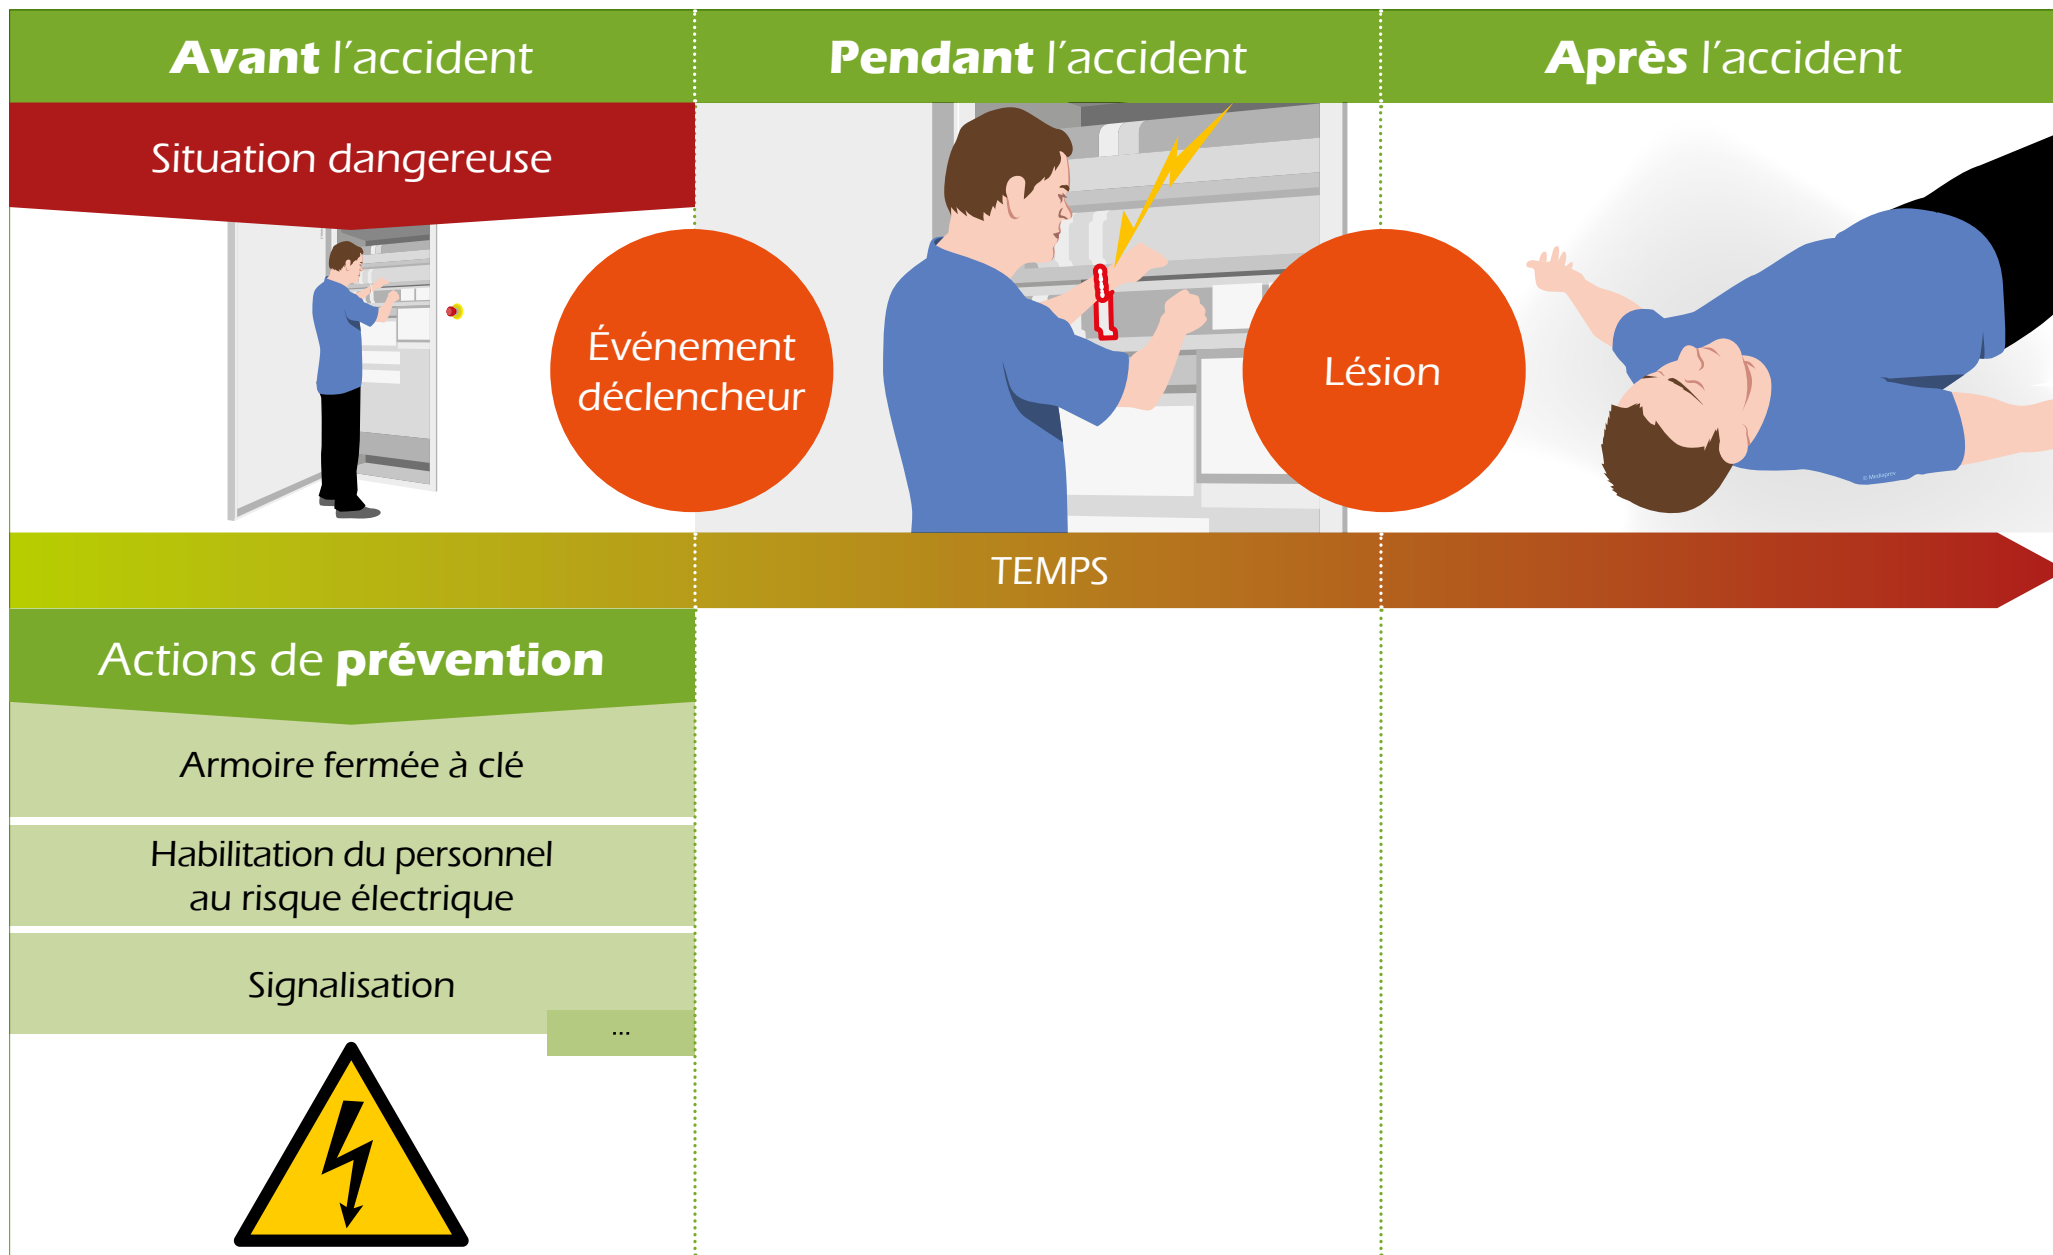 Avant l’accident
Pendant l’accident
Après l’accident
Situation dangereuse
Événement
déclencheur
Lésion
© Mediaprev
TEMPS
Actions de prévention
Armoire fermée à clé
Habilitation du personnel
au risque électrique
Signalisation
...